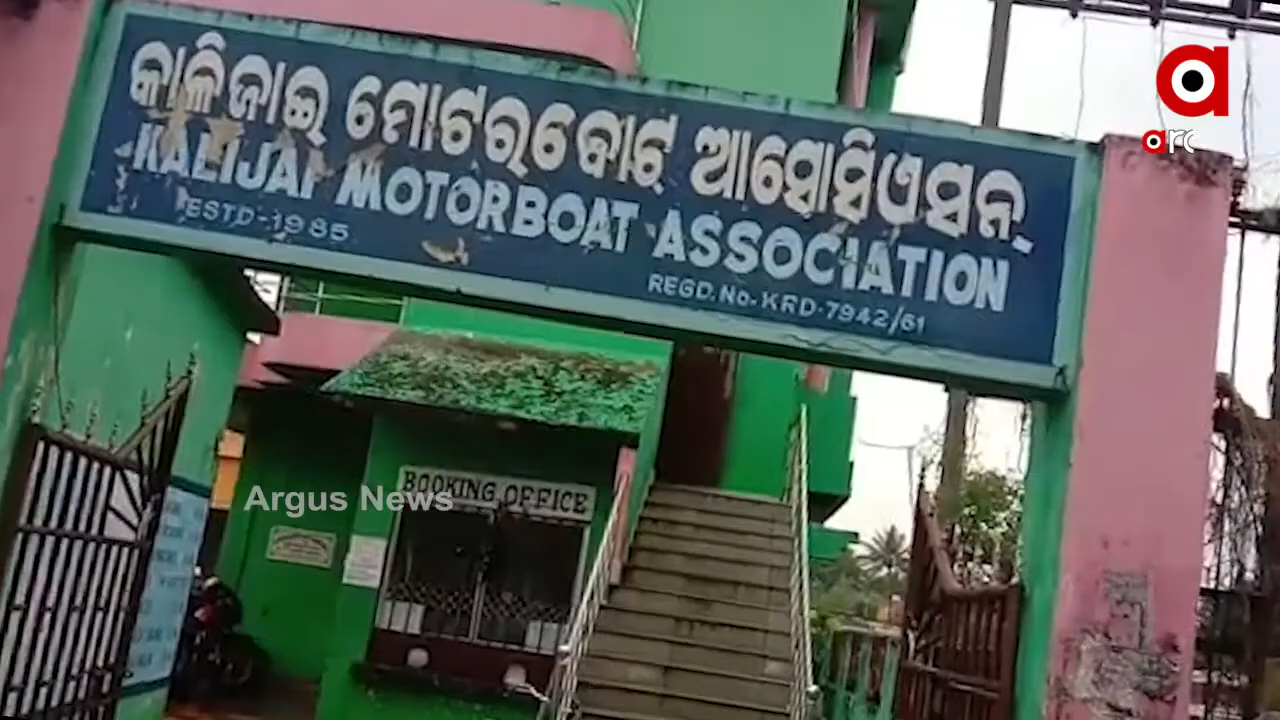 କାଳିଜାଇ ମୋଟରବୋଟ ଆସୋସିଏସନ୍
KALIJAI MOTORBOAT ASSOCIATION
ESTD-1985
REGD. No- KRD-7942/61
BOOKING OFFICE
Argus News
a
arc